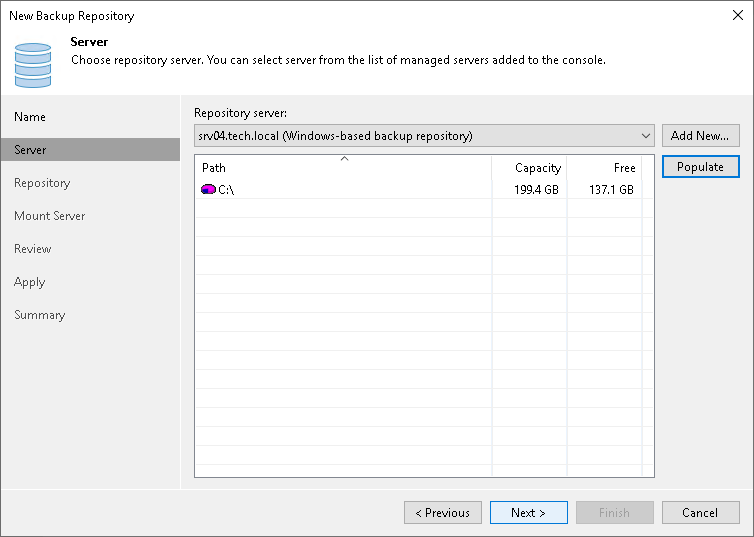 New Backup Repository
Server
Choose repository server. You can select server from the list of managed servers added to the console.
Name
Server
Repository
Mount Server
Review
Apply
Summary
Repository server:
srv04.tech.local (Windows-based backup repository)
Add New...
Populate
Path Capacity Free
C:\ 199.4 GB 137.1 GB
< Previous
Next >
Finish
Cancel